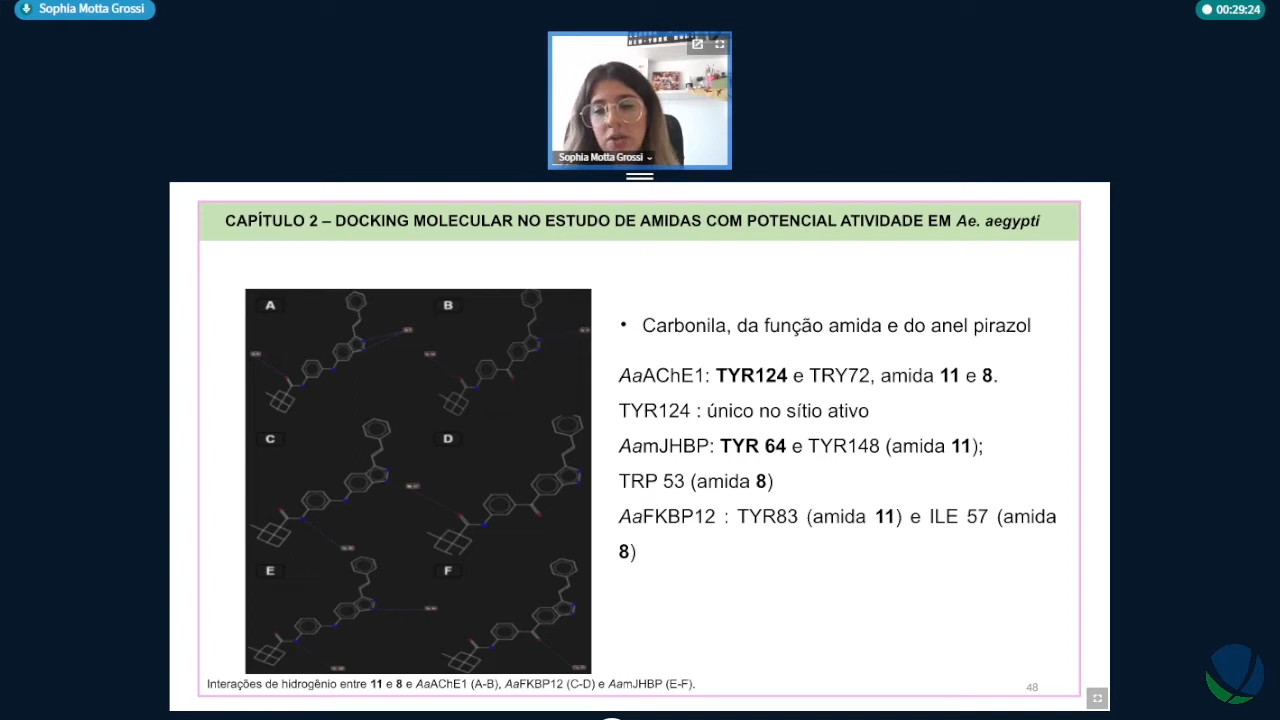 Sophia Motta Grossi
00:29:24
Sophia Motta Grossi
CAPÍTULO 2 – DOCKING MOLECULAR NO ESTUDO DE AMIDAS COM POTENCIAL ATIVIDADE EM Ae. aegypti
A
B
C
D
E
F
• Carbonila, da função amida e do anel pirazol
AaAChE1: TYR124 e TRY72, amida 11 e 8.
TYR124 : único no sítio ativo
AamJHBP: TYR 64 e TYR148 (amida 11);
TRP 53 (amida 8)
AaFKBP12 : TYR83 (amida 11) e ILE 57 (amida
8)
Interações de hidrogênio entre 11 e 8 e AaAChE1 (A-B), AaFKBP12 (C-D) e AamJHBP (E-F).
48